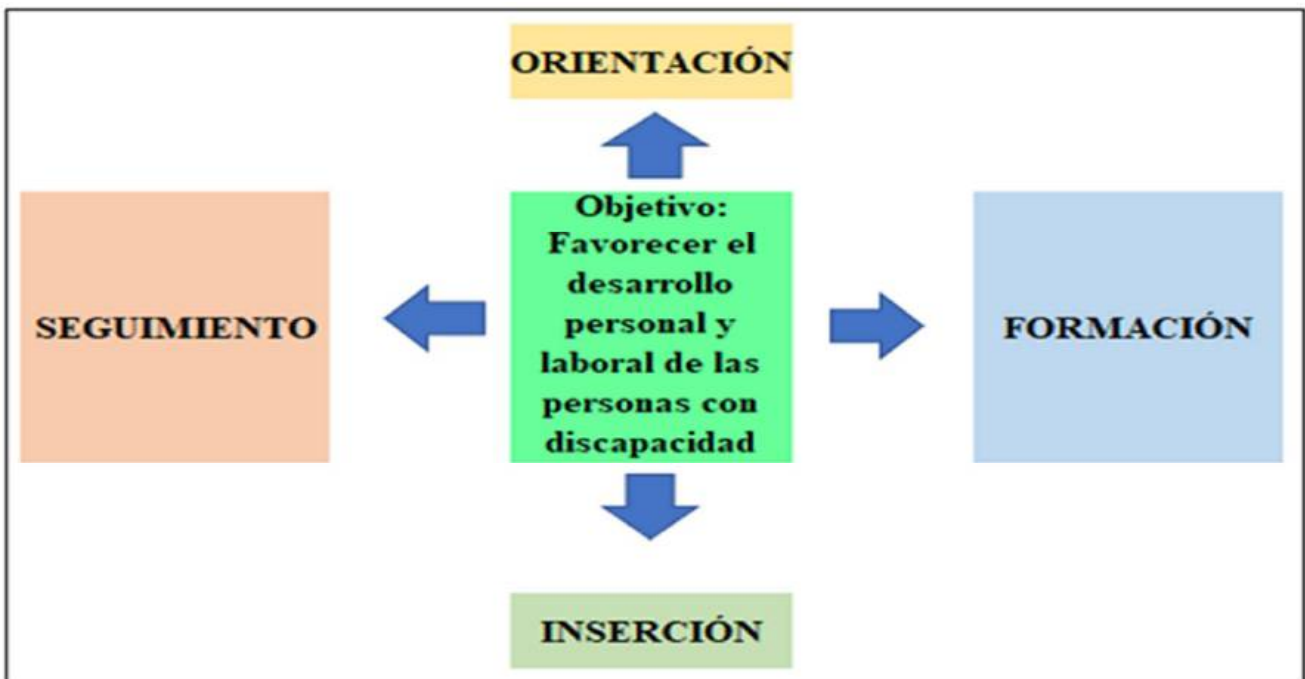 ORIENTACIÓN
Objetivo:
Favorecer el
desarrollo
personal y
laboral de las
personas con
discapacidad
SEGUIMIENTO
FORMACIÓN
INSERCIÓN